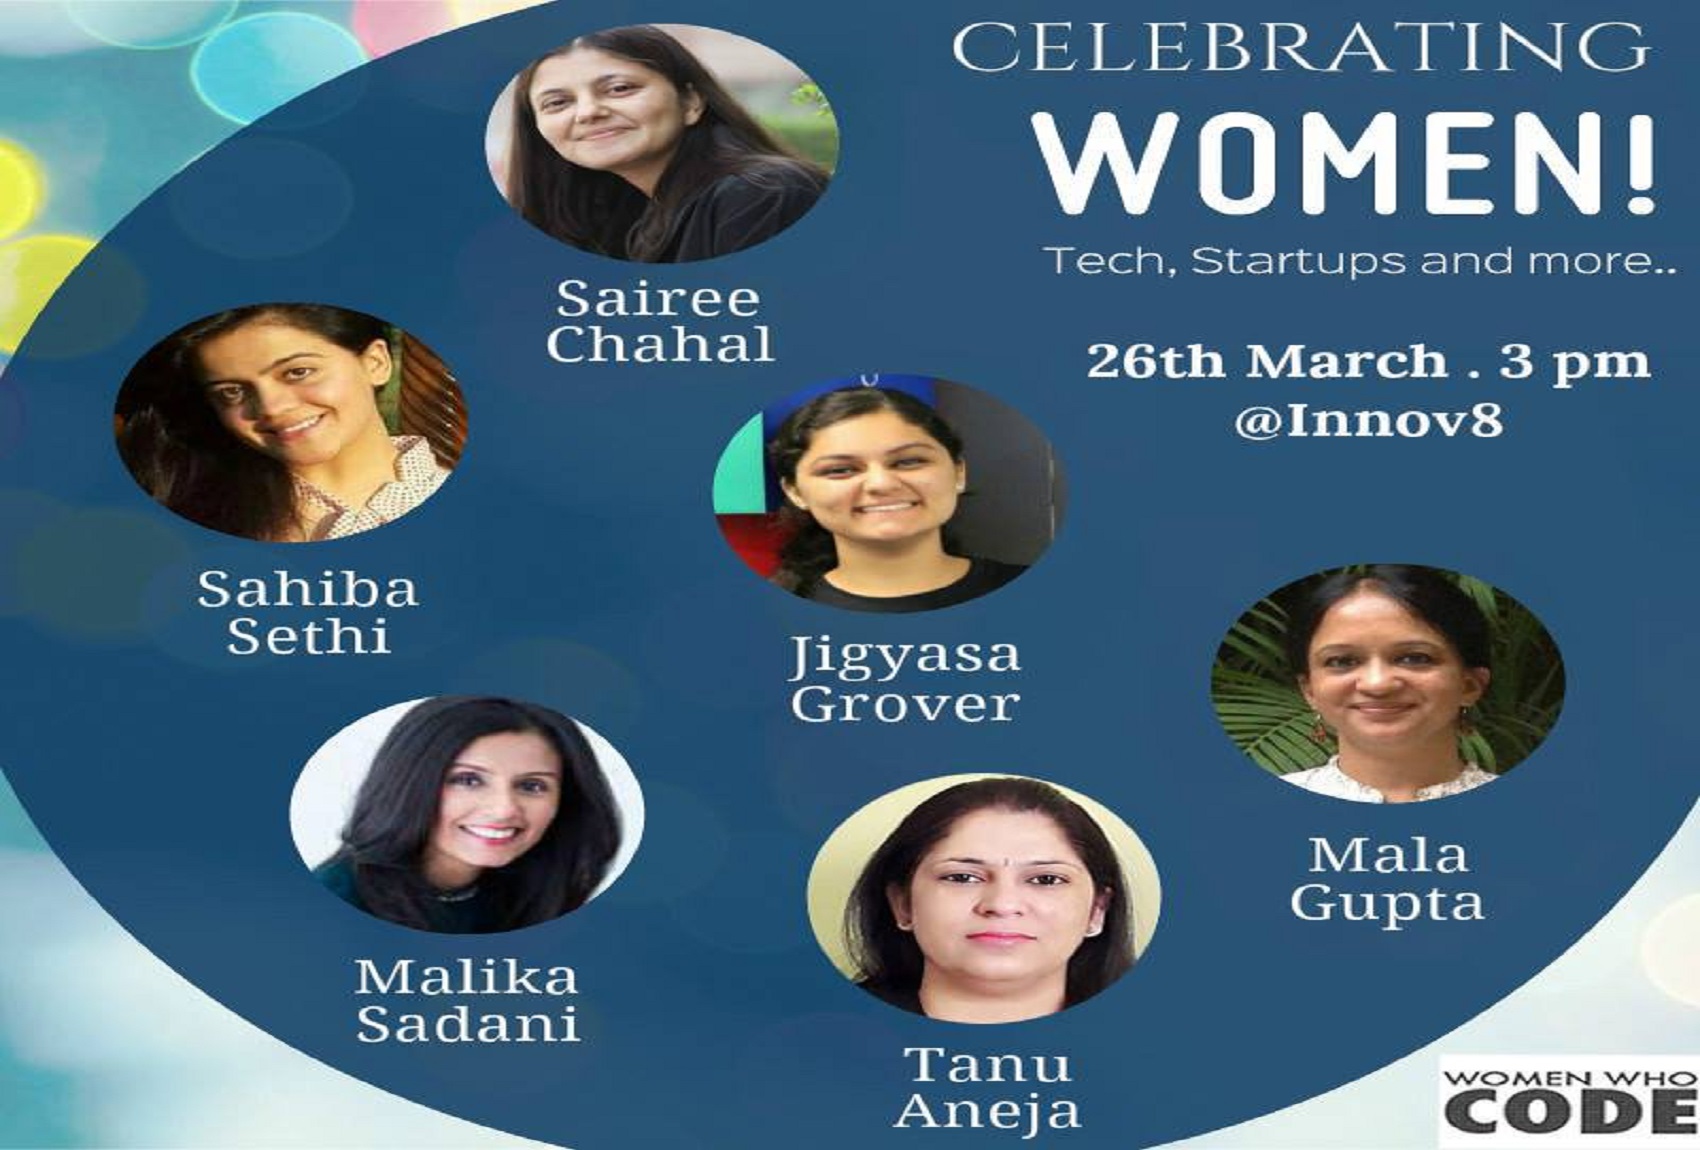 CELEBRATING
WOMEN!
Tech, Startups and more..
26th March . 3 pm
@Innov8
Sairee
Chahal
Sahiba
Sethi
Jigyasa
Grover
Mala
Gupta
Malika
Sadani
Tanu
Aneja
WOMEN WHO
CODE